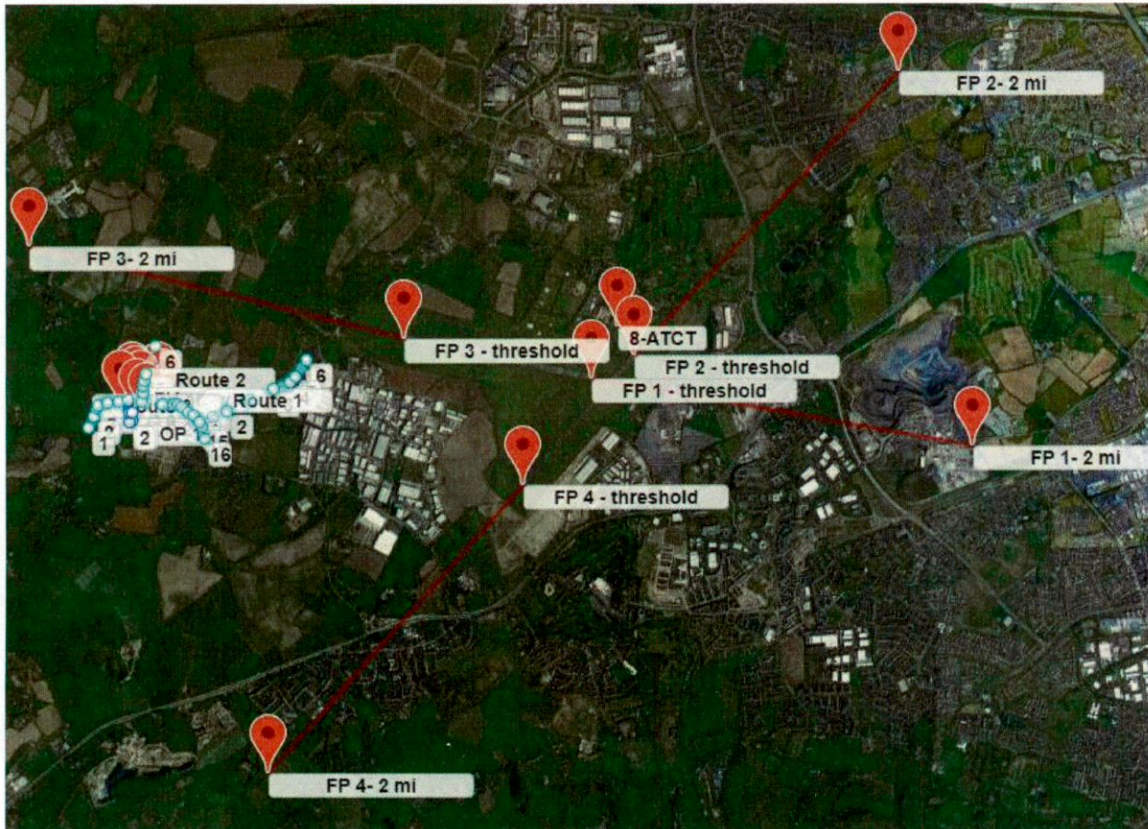 FP 2- 2 mi
FP 3- 2 mi
8-ATCT
FP 3 - threshold
FP 2 - threshold
FP 1 - threshold
6
Route 2
6
Route 1
1
2
OP
2
16
FP 1- 2 mi
FP 4 - threshold
FP 4- 2 mi